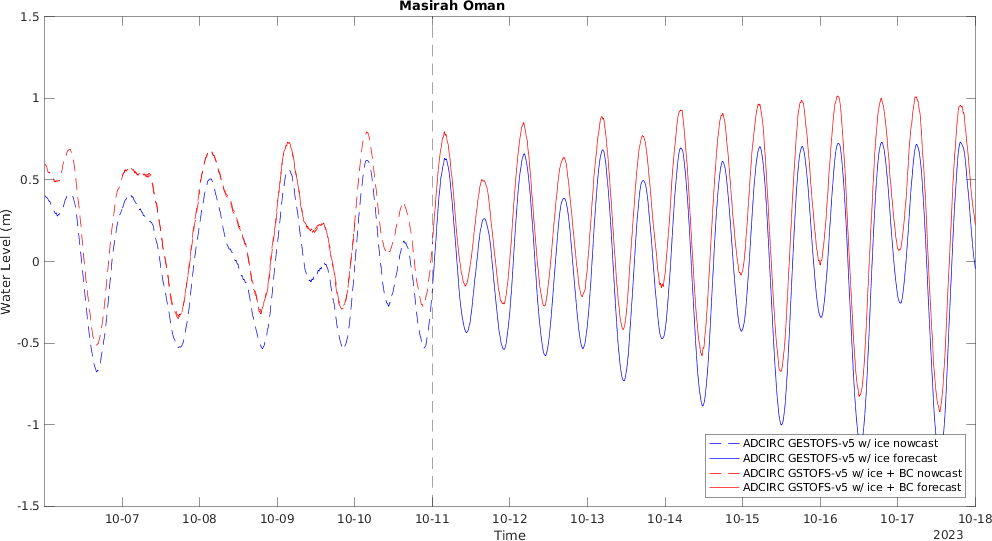 Masirah Oman
1.5
1
0.5
0
-0.5
-1
-1.5
Water Level (m)
10-07 10-08 10-09 10-10 10-11 10-12 10-13 10-14 10-15 10-16 10-17 10-18
Time
2023
ADCIRC GESTOFS-v5 w/ ice nowcast
ADCIRC GESTOFS-v5 w/ ice forecast
ADCIRC GSTOFS-v5 w/ ice + BC nowcast
ADCIRC GSTOFS-v5 w/ ice + BC forecast